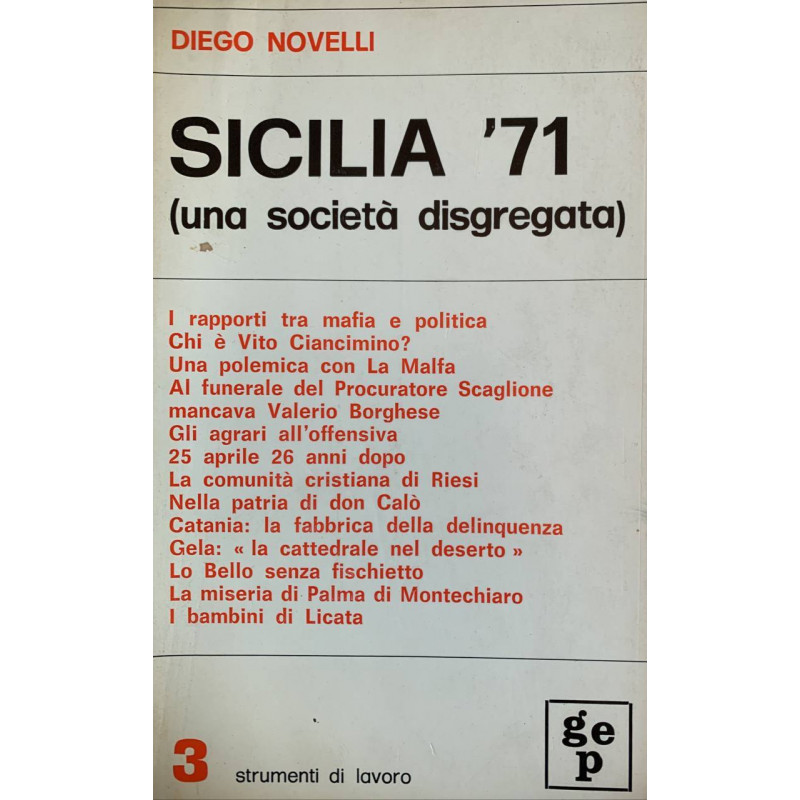 DIEGO NOVELLI
SICILIA '71
(una società disgregata)
I rapporti tra mafia e politica
Chi è Vito Ciancimino?
Una polemica con La Malfa
Al funerale del Procuratore Scaglione
mancava Valerio Borghese
Gli agrari all'offensiva
25 aprile 26 anni dopo
La comunità cristiana di Riesi
Nella patria di don Calò
Catania: la fabbrica della delinquenza
Gela: « la cattedrale nel deserto »
Lo Bello senza fischietto
La miseria di Palma di Montechiaro
I bambini di Licata
3 strumenti di lavoro
ge
p